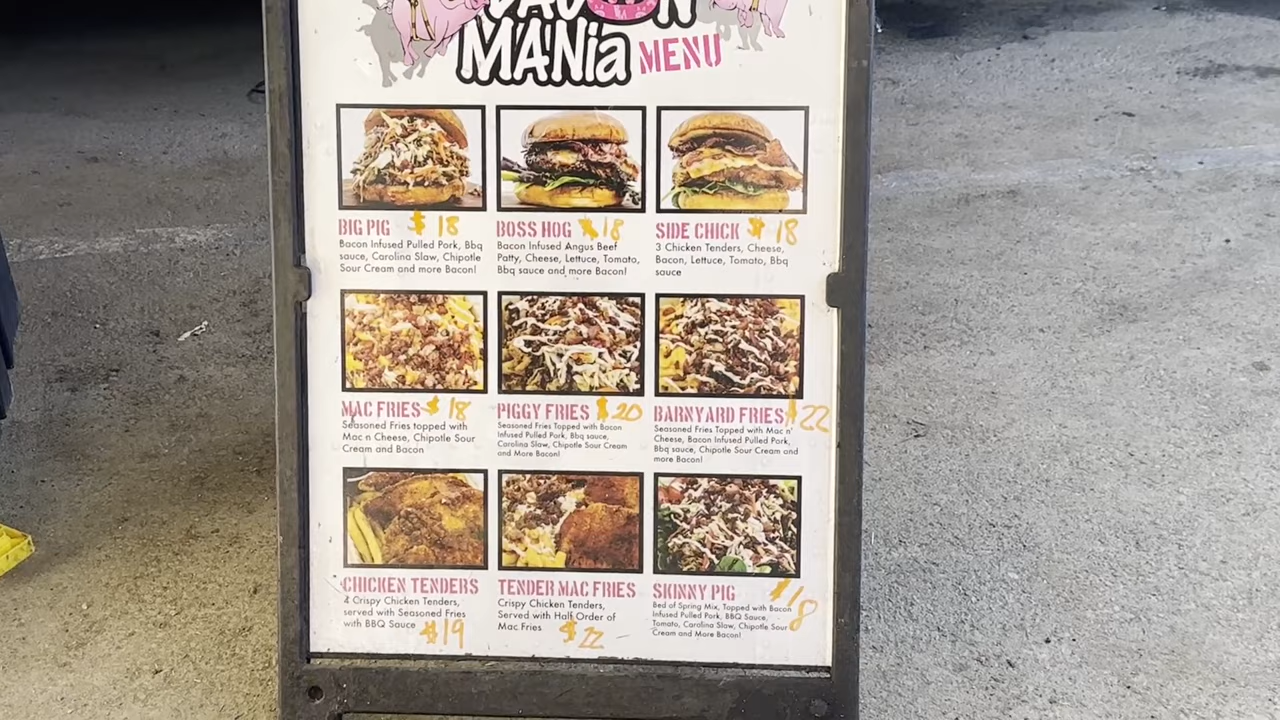 BACON
MANiA MENU
BIG PIG $18
Bacon Infused Pulled Pork, Bbq
sauce, Carolina Slaw, Chipotle
Sour Cream and more Bacon!
BOSS HOG $18
Bacon Infused Angus Beef
Patty, Cheese, Lettuce, Tomato,
Bbq sauce and more Bacon!
SIDE CHICK $18
3 Chicken Tenders, Cheese,
Bacon, Lettuce, Tomato, Bbq
sauce
MAC FRIES $18
Seasoned Fries topped with
Mac n Cheese, Chipotle Sour
Cream and Bacon
PIGGY FRIES $20
Seasoned Fries Topped with Bacon
Infused Pulled Pork, Bbq sauce,
Carolina Slaw, Chipotle Sour Cream
and More Bacon!
BARNYARD FRIES $22
Seasoned Fries Topped with Mac n'
Cheese, Bacon Infused Pulled Pork,
Bbq sauce, Chipotle Sour Cream and
more Bacon!
CHICKEN TENDERS
4 Crispy Chicken Tenders,
served with Seasoned Fries
with BBQ Sauce $19
TENDER MAC FRIES
Crispy Chicken Tenders,
Served with Half Order of
Mac Fries $22
SKINNY PIG $18
Bed of Spring Mix, Topped with Bacon
Infused Pulled Pork, BBQ Sauce,
Tomato, Carolina Slaw, Chipotle Sour
Cream and More Bacon!